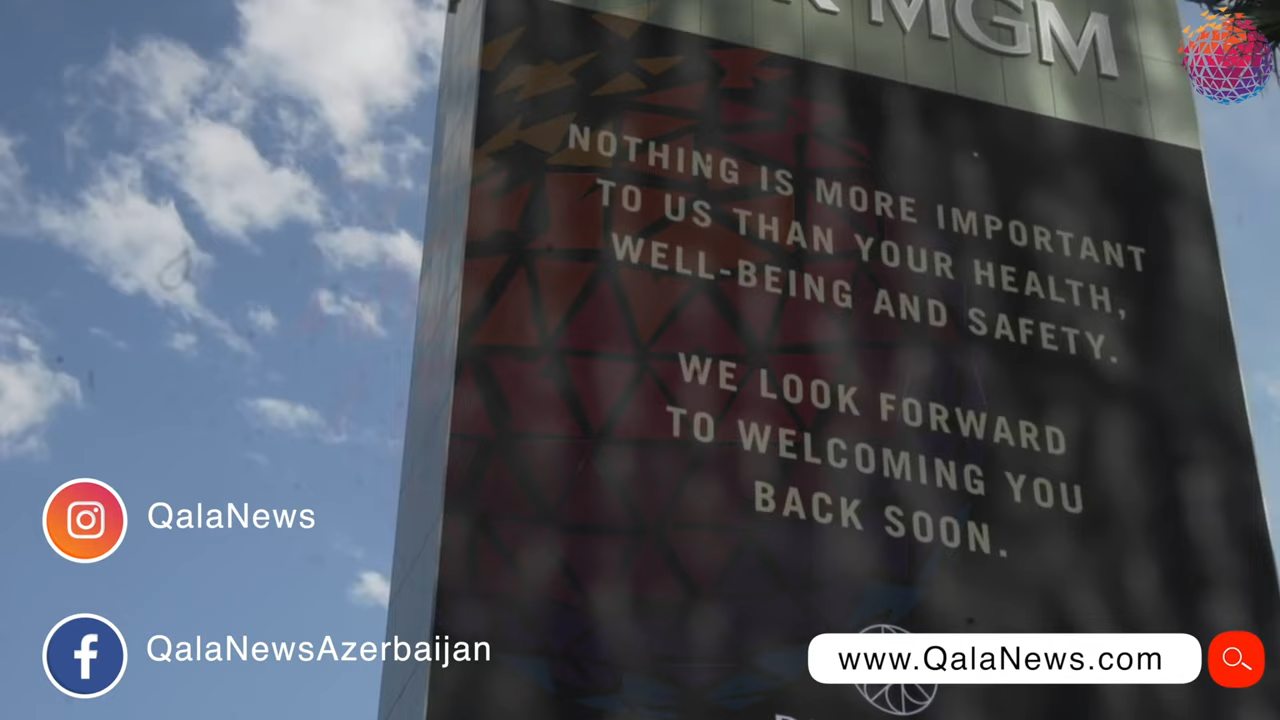 MGM
NOTHING IS MORE IMPORTANT
TO US THAN YOUR HEALTH,
WELL-BEING AND SAFETY.
WE LOOK FORWARD
TO WELCOMING YOU
BACK SOON.
QalaNews
QalaNewsAzerbaijan
www.QalaNews.com